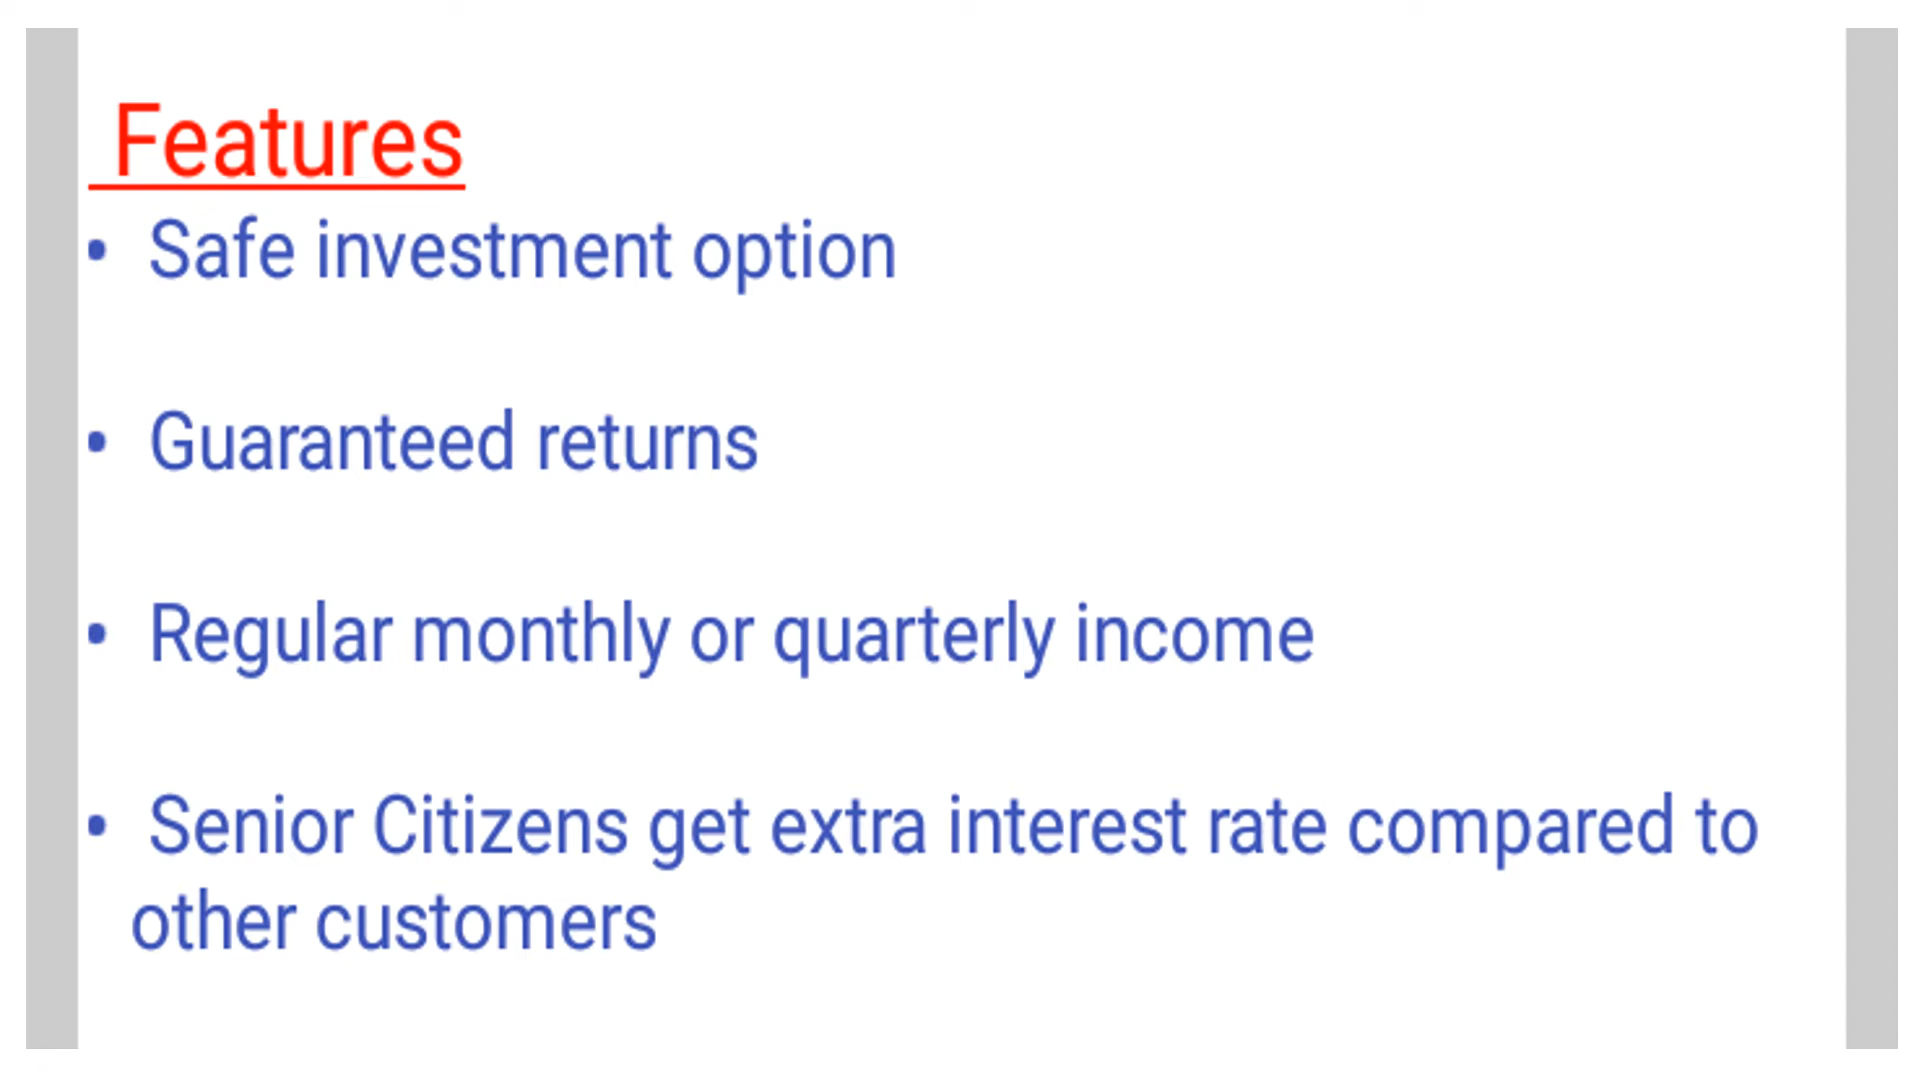 Features
• Safe investment option
• Guaranteed returns
• Regular monthly or quarterly income
• Senior Citizens get extra interest rate compared to
other customers